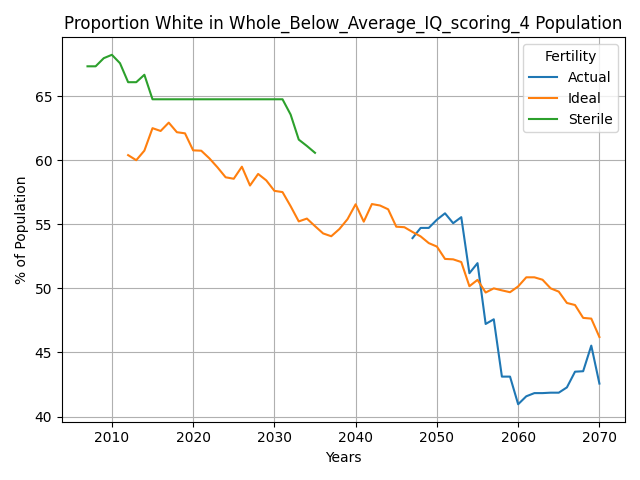 Proportion White in Whole_Below_Average_IQ_scoring_4 Population
Fertility
Actual
Ideal
Sterile
% of Population
65
60
55
50
45
40
2010 2020 2030 2040 2050 2060 2070
Years